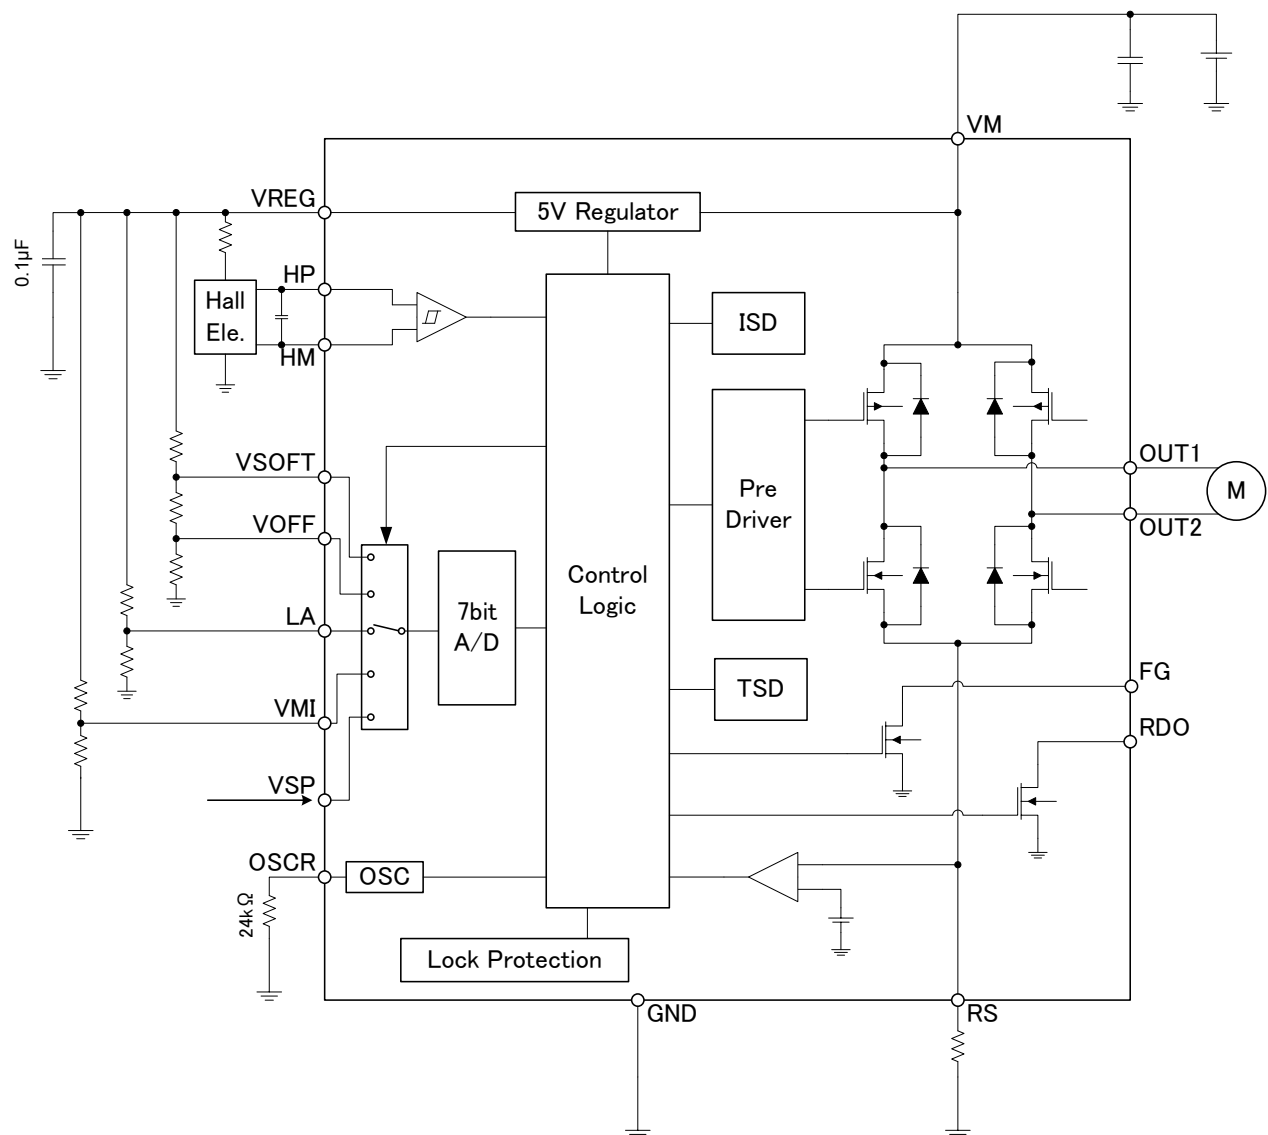 VM
VREG
5V Regulator
0.1μF
HP
Hall
Ele.
HM
ISD
VSOFT
OUT1
Pre
Driver
M
VOFF
OUT2
Control
Logic
LA
7bit
A/D
TSD
FG
VMI
RDO
VSP
OSCR
OSC
24kΩ
Lock Protection
GND
RS